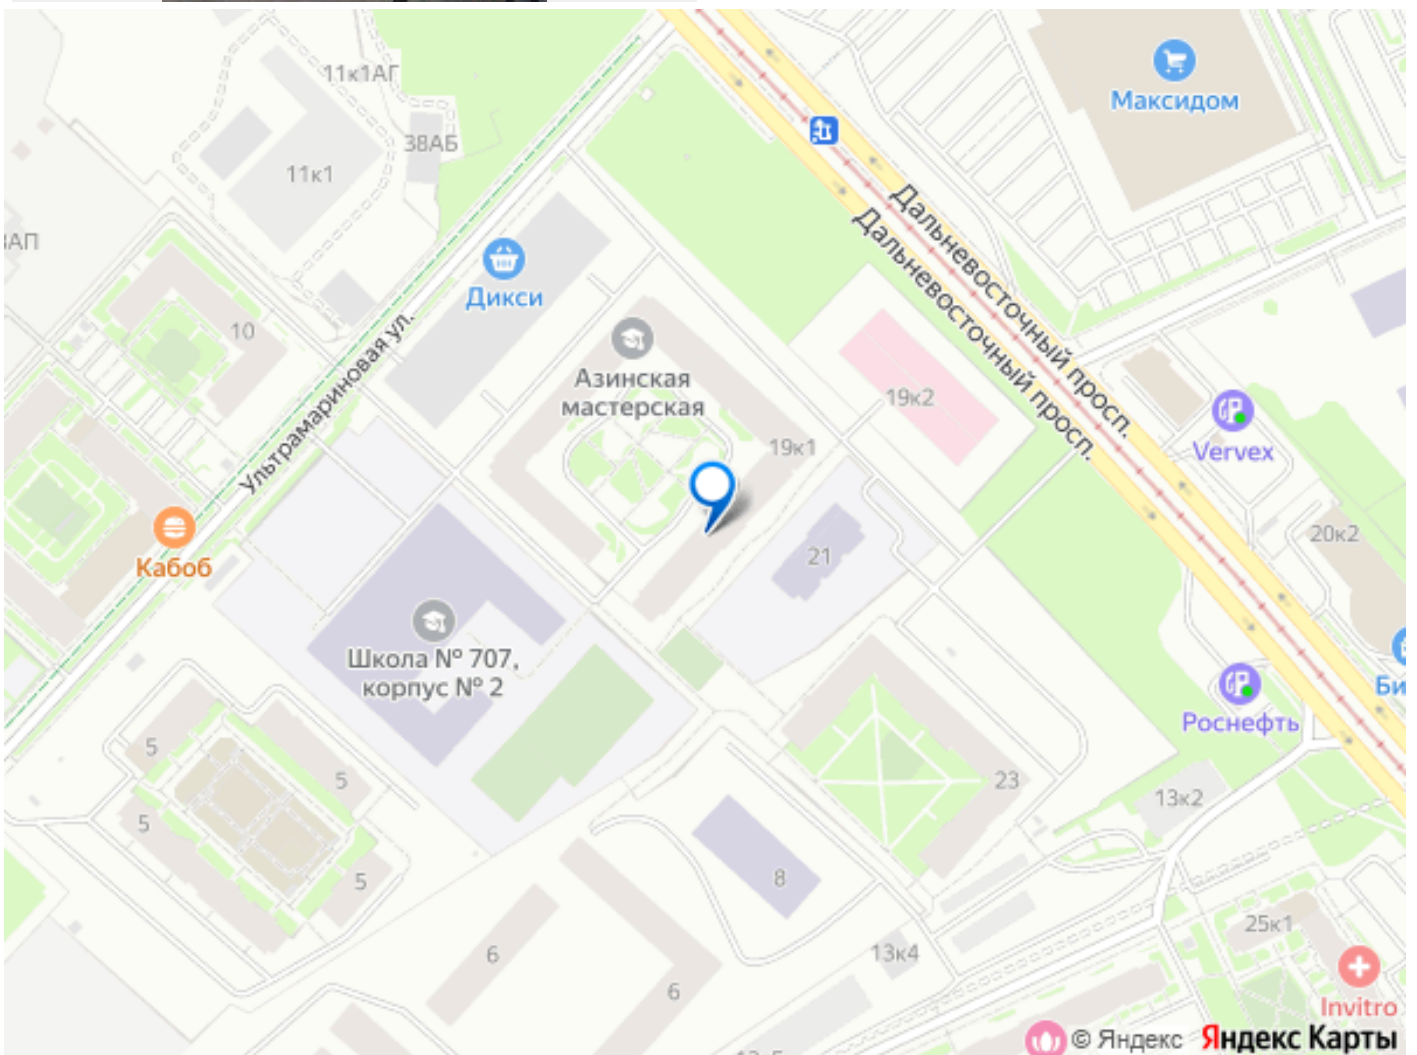 11к1АГ
Максидом
38АБ
11к1
Дальневосточный просп.
Дальневосточный просп.
Дикси
10
Ультрамариновая ул.
Азинская
мастерская
19к2
19к1
Vervex
Кабоб
21
20к2
Школа № 707,
корпус № 2
Роснефть
5
5
23
13к2
5
5
8
25к1
6
13к4
6
Invitro
© Яндекс Яндекс Карты